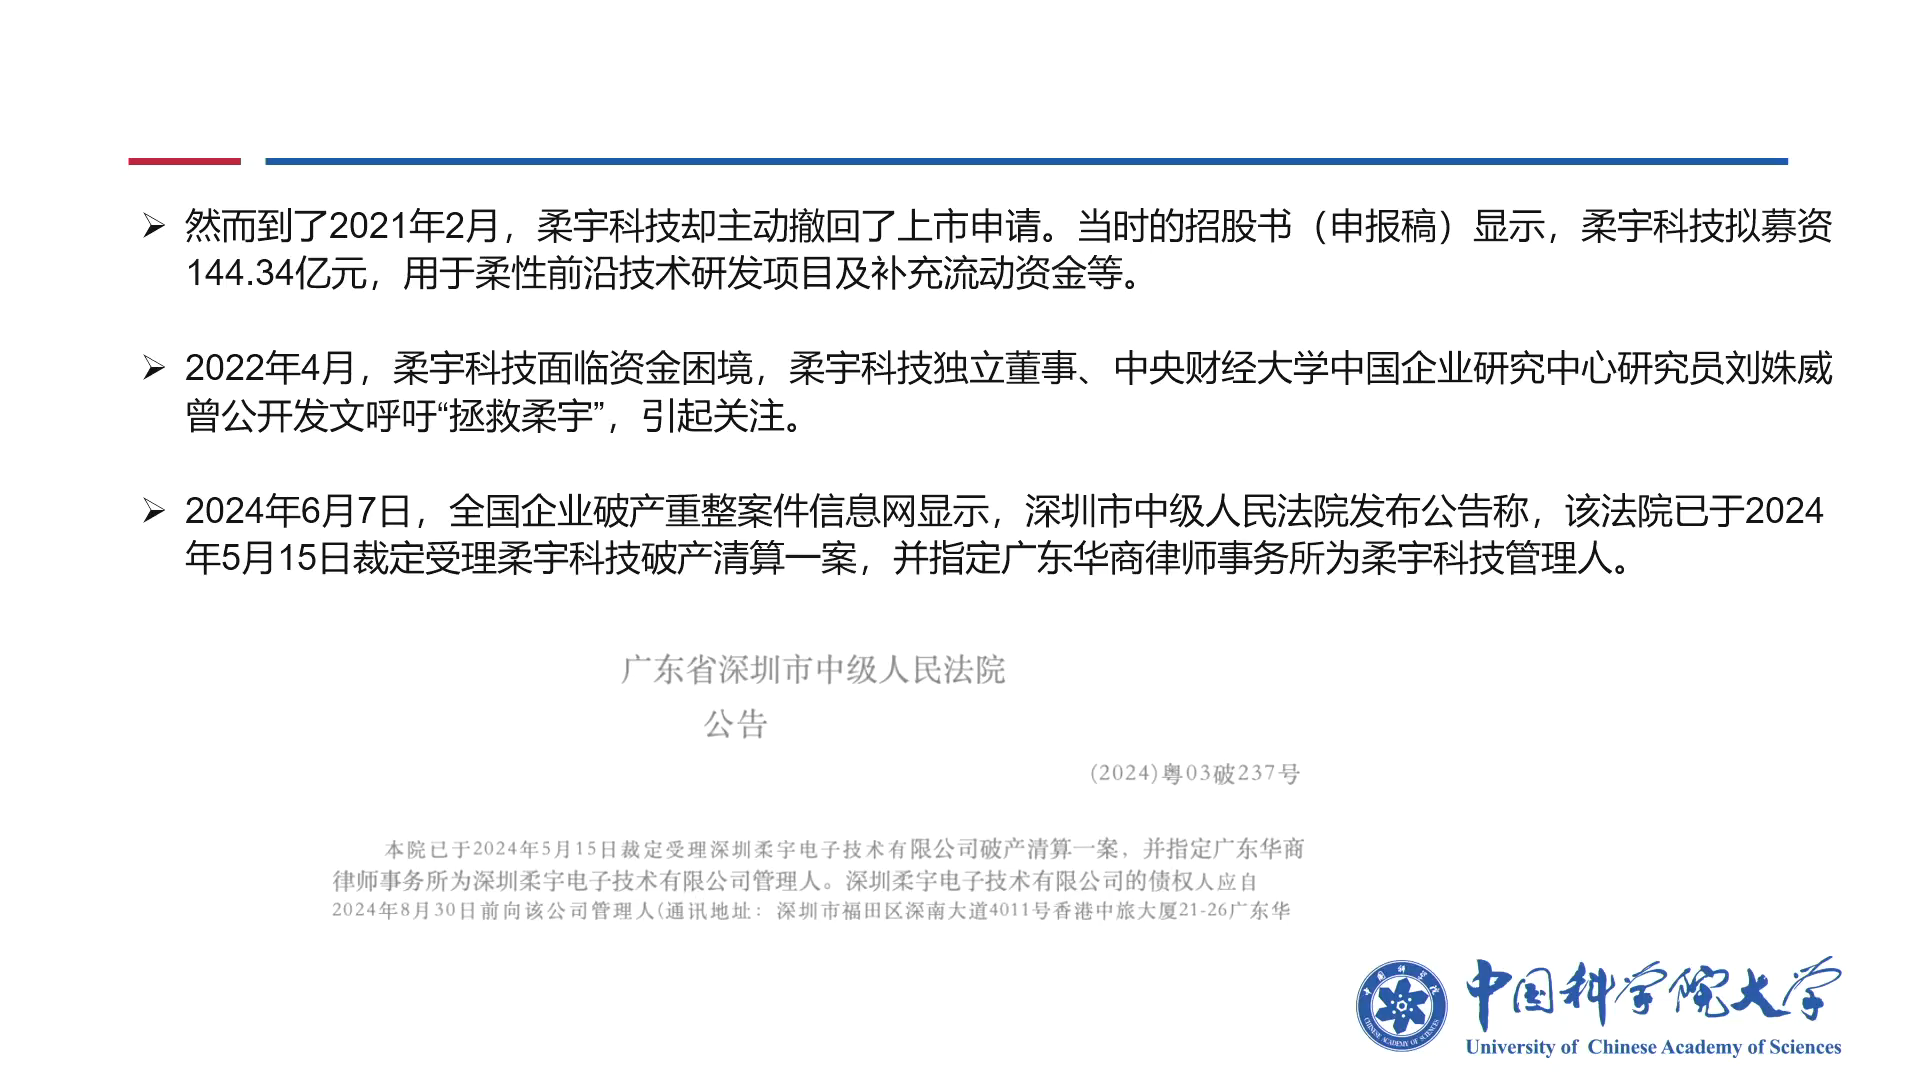 ➢ 然而到了2021年2月，柔宇科技却主动撤回了上市申请。当时的招股书（申报稿）显示，柔宇科技拟募资
144.34亿元，用于柔性前沿技术研发项目及补充流动资金等。
➢ 2022年4月，柔宇科技面临资金困境，柔宇科技独立董事、中央财经大学中国企业研究中心研究员刘姝威
曾公开发文呼吁“拯救柔宇”，引起关注。
➢ 2024年6月7日，全国企业破产重整案件信息网显示，深圳市中级人民法院发布公告称，该法院已于2024
年5月15日裁定受理柔宇科技破产清算一案，并指定广东华商律师事务所为柔宇科技管理人。
广东省深圳市中级人民法院
公告
(2024)粤03破237号
本院已于2024年5月15日裁定受理深圳柔宇电子技术有限公司破产清算一案，并指定广东华商
律师事务所为深圳柔宇电子技术有限公司管理人。深圳柔宇电子技术有限公司的债权人应自
2024年8月30日前向该公司管理人(通讯地址：深圳市福田区深南大道4011号香港中旅大厦21-26广东华
中国科学院
CHINESE ACADEMY OF SCIENCES
中国科学院大学
University of Chinese Academy of Sciences